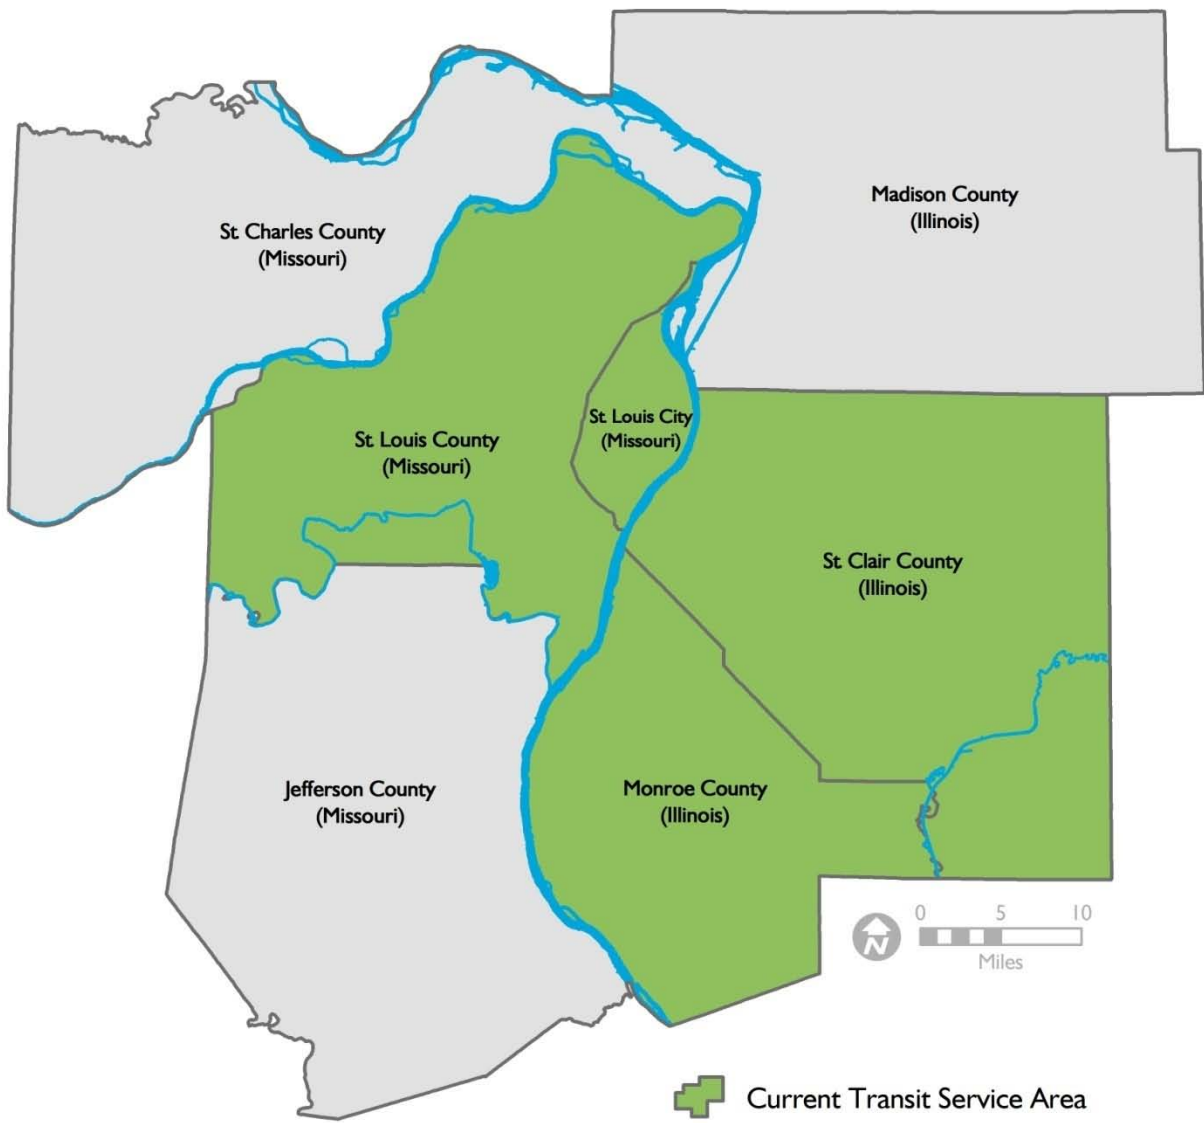 Madison County
(Illinois)
St. Charles County
(Missouri)
St. Louis City
(Missouri)
St. Louis County
(Missouri)
St. Clair County
(Illinois)
Jefferson County
(Missouri)
Monroe County
(Illinois)
0 5 10
N
Miles
Current Transit Service Area